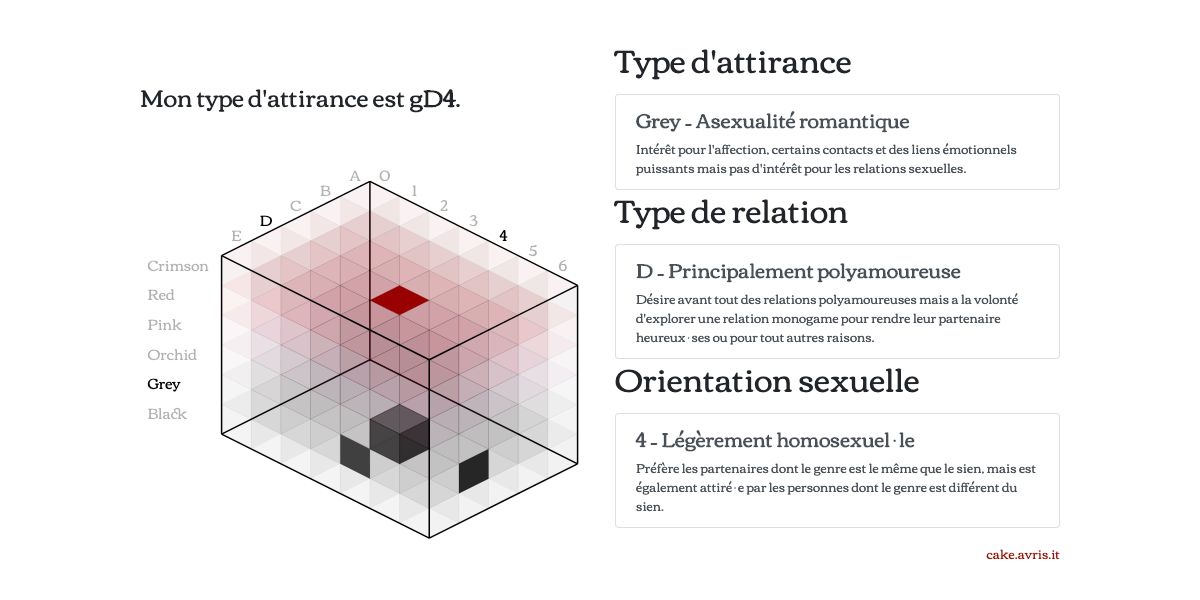 Mon type d'attirance est gD4.
A
B
C
D
E
0
1
2
3
4
5
6
Crimson
Red
Pink
Orchid
Grey
Black
Type d'attirance
Grey - Asexualité romantique
Intérêt pour l'affection, certains contacts et des liens émotionnels
puissants mais pas d'intérêt pour les relations sexuelles.
Type de relation
D - Principalement polyamoureuse
Désire avant tout des relations polyamoureuses mais a la volonté
d'explorer une relation monogame pour rendre leur partenaire
heureux·ses ou pour tout autres raisons.
Orientation sexuelle
4 - Légèrement homosexuel·le
Préfère les partenaires dont le genre est le même que le sien, mais est
également attiré·e par les personnes dont le genre est différent du
sien.
cake.avris.it